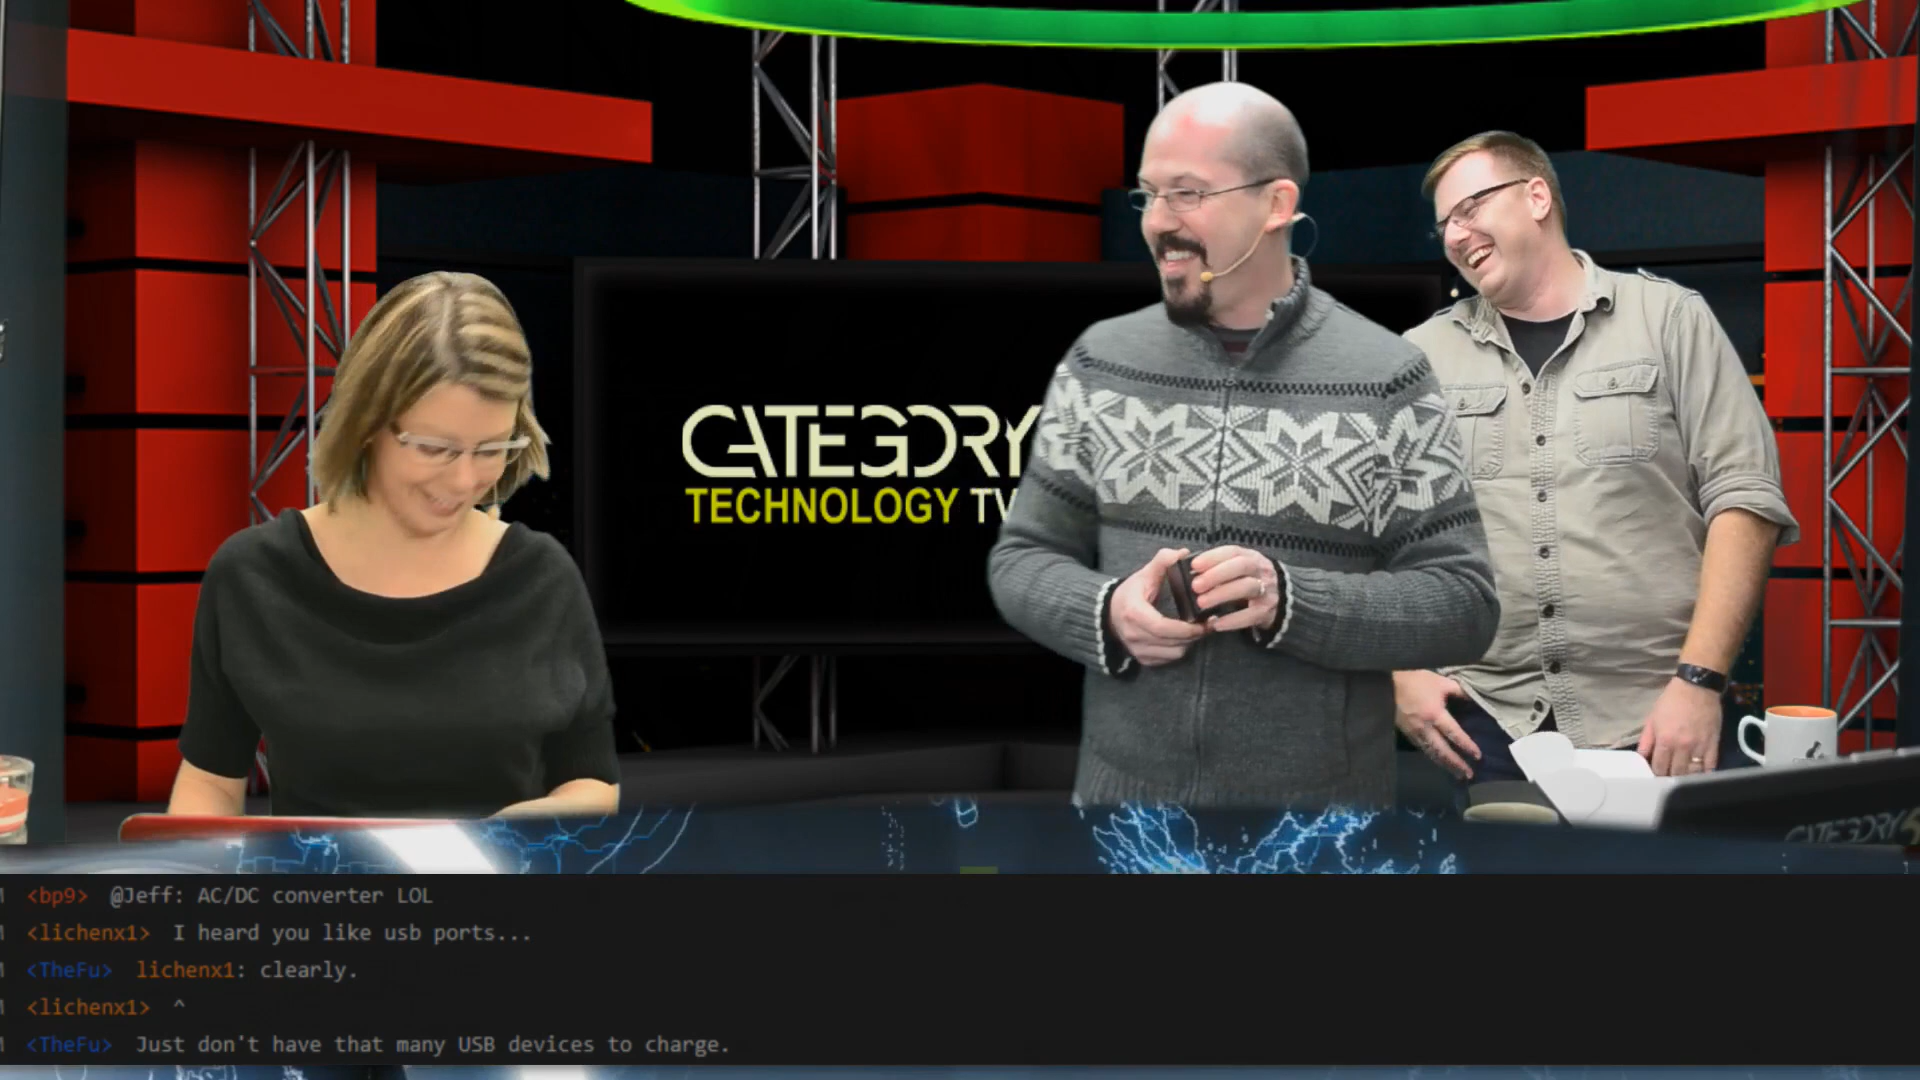 CATEGORY
TECHNOLOGY TV
CATEGORY5
<bp9> @Jeff: AC/DC converter LOL
<lichenx1> I heard you like usb ports...
<TheFu> lichenx1: clearly.
<lichenx1> ^
<TheFu> Just don't have that many USB devices to charge.